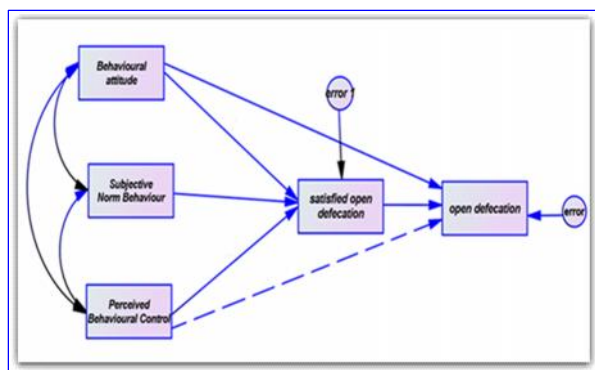 Behavioural
attitude
error 1
Subjective
Norm Behaviour
satisfied open
defecation
open defecation
error
Perceived
Behavioural Control